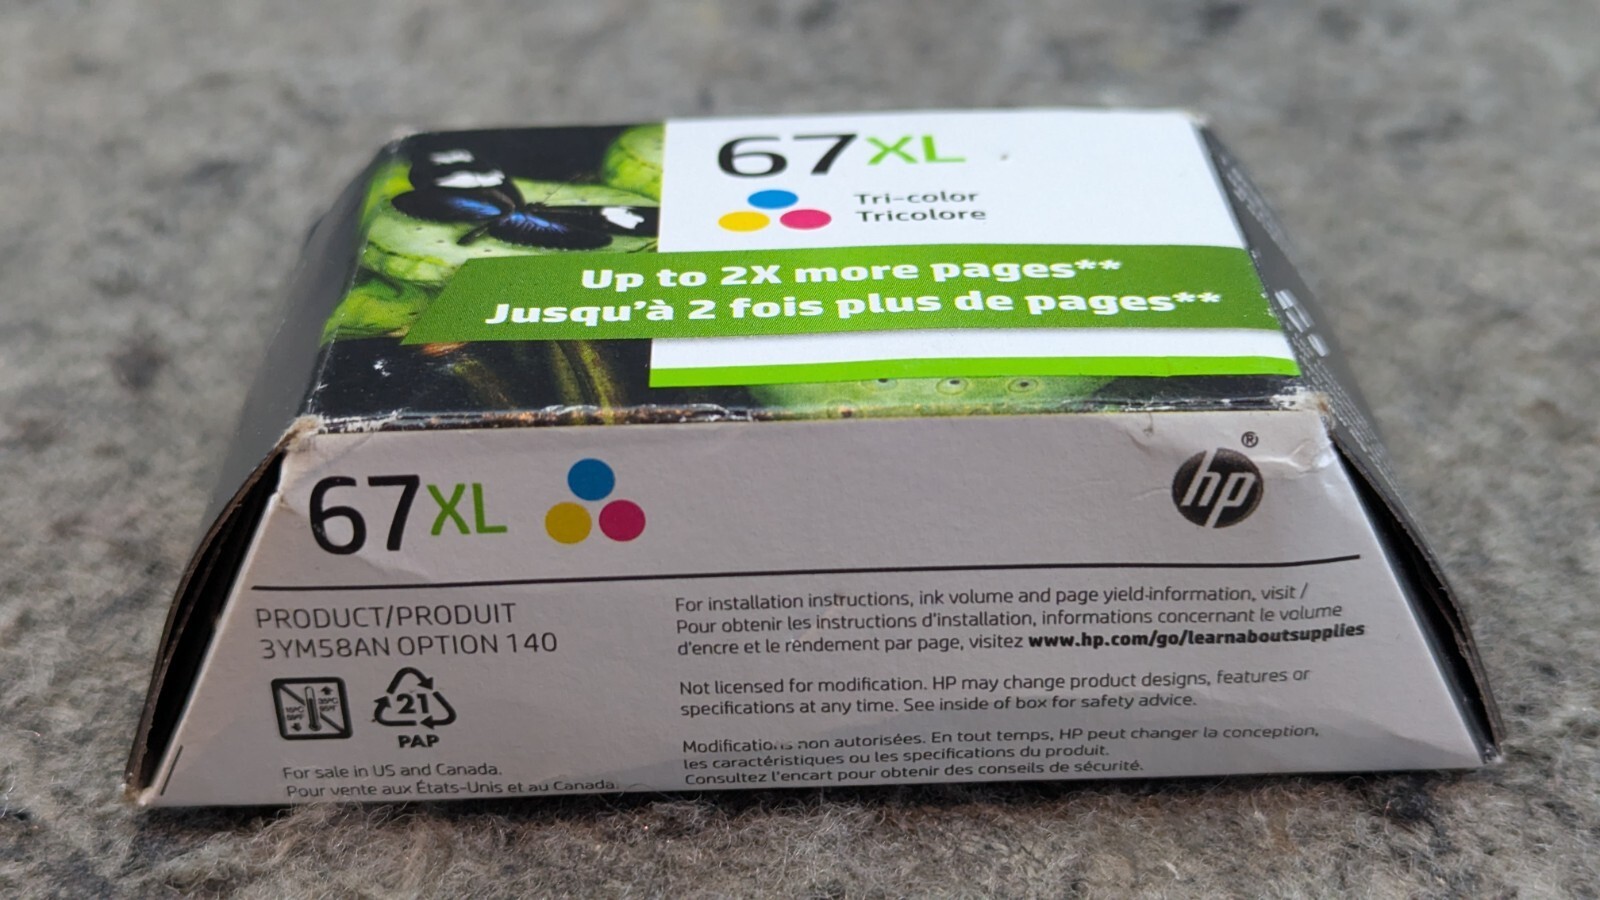 67XL
Tri-color
Tricolore
Up to 2X more pages**
Jusqu'à 2 fois plus de pages**
67XL
hp®
PRODUCT/PRODUIT
3YM58AN OPTION 140
21
PAP
For sale in US and Canada.
Pour vente aux États-Unis et au Canada.
For installation instructions, ink volume and page yield information, visit /
Pour obtenir les instructions d'installation, informations concernant le volume
d'encre et le rendement par page, visitez www.hp.com/go/learnaboutsupplies
Not licensed for modification. HP may change product designs, features or
specifications at any time. See inside of box for safety advice.
Modifications non autorisées. En tout temps, HP peut changer la conception,
les caractéristiques ou les specifications du produit.
Consultez l'encart pour obtenir des conseils de sécurité.